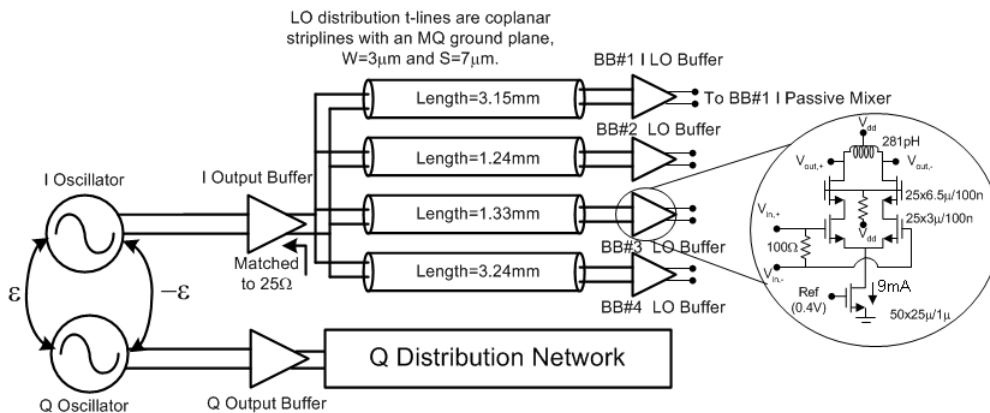 LO distribution t-lines are coplanar
striplines with an MQ ground plane,
W=3μm and S=7μm.
BB#1 I LO Buffer
Length=3.15mm
To BB#1 I Passive Mixer
BB#2 LO Buffer
Length=1.24mm
I Oscillator
I Output Buffer
Length=1.33mm
BB#3 LO Buffer
Matched
to 25Ω
Length=3.24mm
BB#4 LO Buffer
ε
-ε
Q Oscillator
Q Output Buffer
Q Distribution Network
Vdd
281pH
Vout,+
Vout,-
25x6.5μ/100n
25x3μ/100n
Vin,+
Vdd
100Ω
Vin,-
Ref
(0.4V)
9mA
50x25μ/1μ